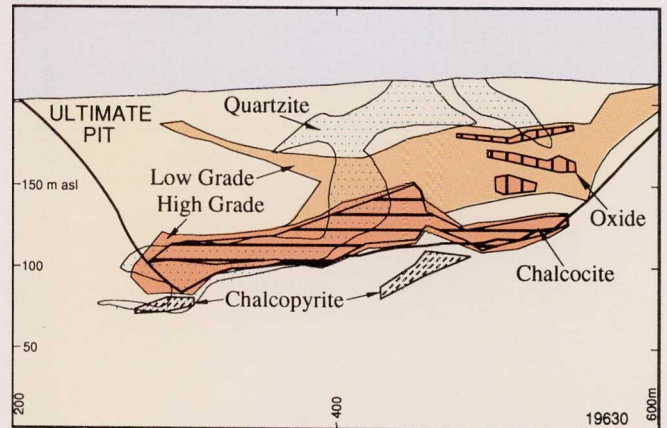 ULTIMATE
PIT
Quartzite
150 m asl
Low Grade
High Grade
Oxide
100
Chalcocite
Chalcopyrite
50
200
400
600m
19630